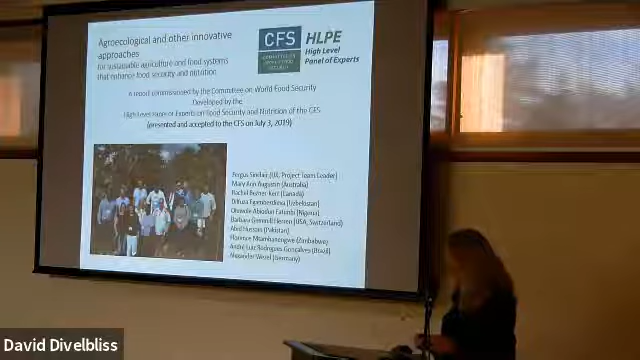 Agroecological and other innovative
approaches
for sustainable agriculture and food systems
that enhance food security and nutrition
CFS
HLPE
High Level
Panel of Experts
A report commissioned by the Committee on World Food Security
Developed by the
High Level Panel of Experts on Food Security and Nutrition of the CFS
(presented and accepted to the CFS on July 3, 2019)
Fergus Sinclair (UK, Project Team Leader)
Mary Ann Augustin (Australia)
Rachel Bezner Kerr (Canada)
Dilfuza Egamberdieva (Uzbekistan)
Oluwole Abiodun Fatunbi (Nigeria)
Barbara Gemmill Herren (USA, Switzerland)
Abid Hussain (Pakistan)
Florence Mtambanengwe (Zimbabwe)
André Luiz Rodrigues Gonçalves (Brazil)
Alexander Wezel (Germany)
David Divelbliss